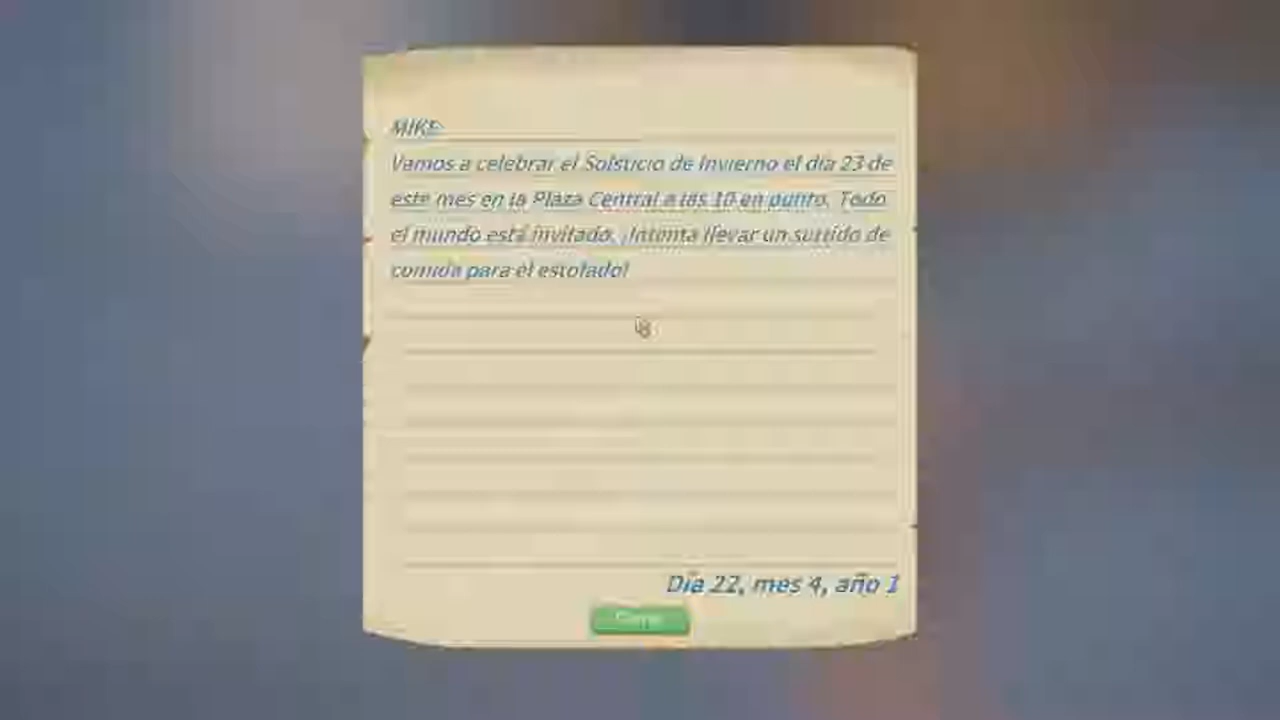 MIKE:
Vamos a celebrar el Solsticio de Invierno el día 23 de
este mes en la Plaza Central a las 10 en punto. Todo
el mundo está invitado. ¡Intenta llevar un surtido de
comida para el estofado!
Día 22, mes 4, año 1